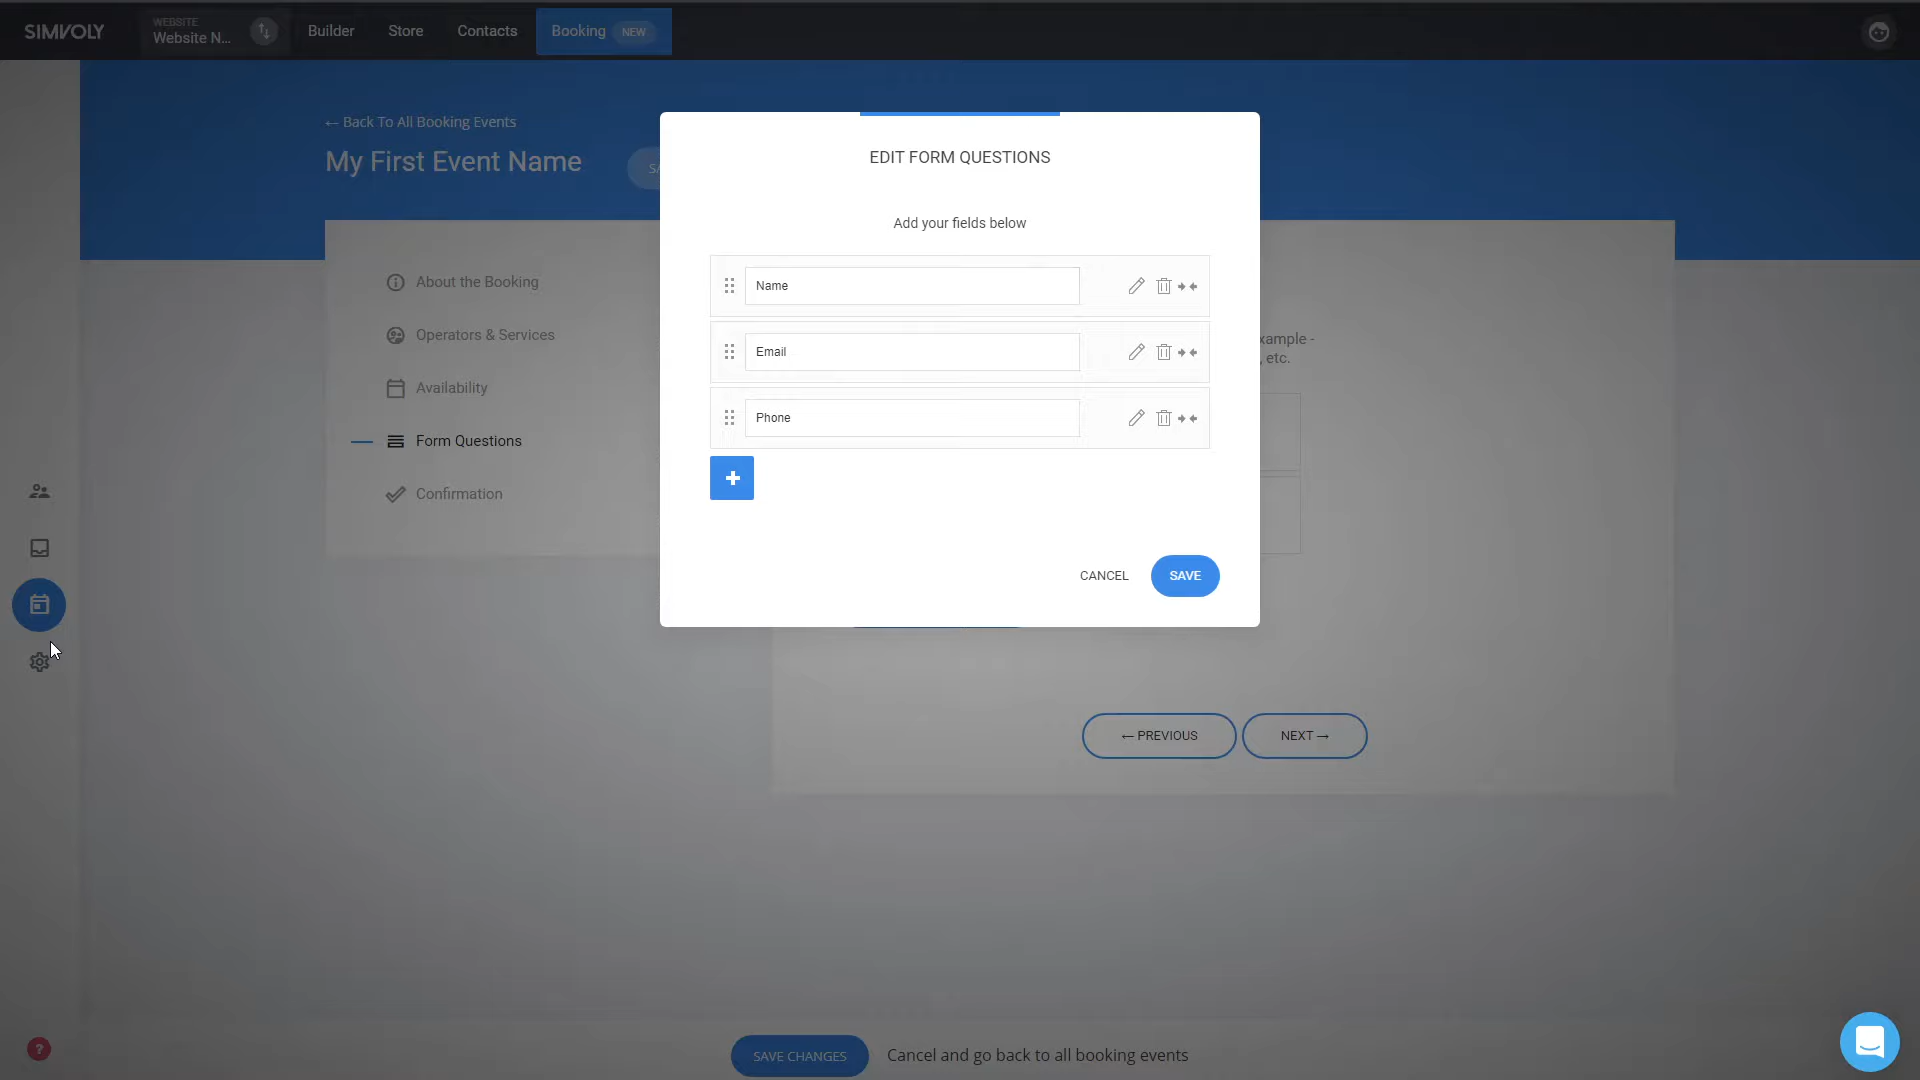 SIMVOLY
WEBSITE
Website N...
Builder
Store
Contacts
Booking
NEW
← Back To All Booking Events
My First Event Name
EDIT FORM QUESTIONS
Add your fields below
Name
Email
Phone
+
CANCEL
SAVE
About the Booking
Operators & Services
Availability
Form Questions
Confirmation
etc.
← PREVIOUS
NEXT →
?
SAVE CHANGES
Cancel and go back to all booking events